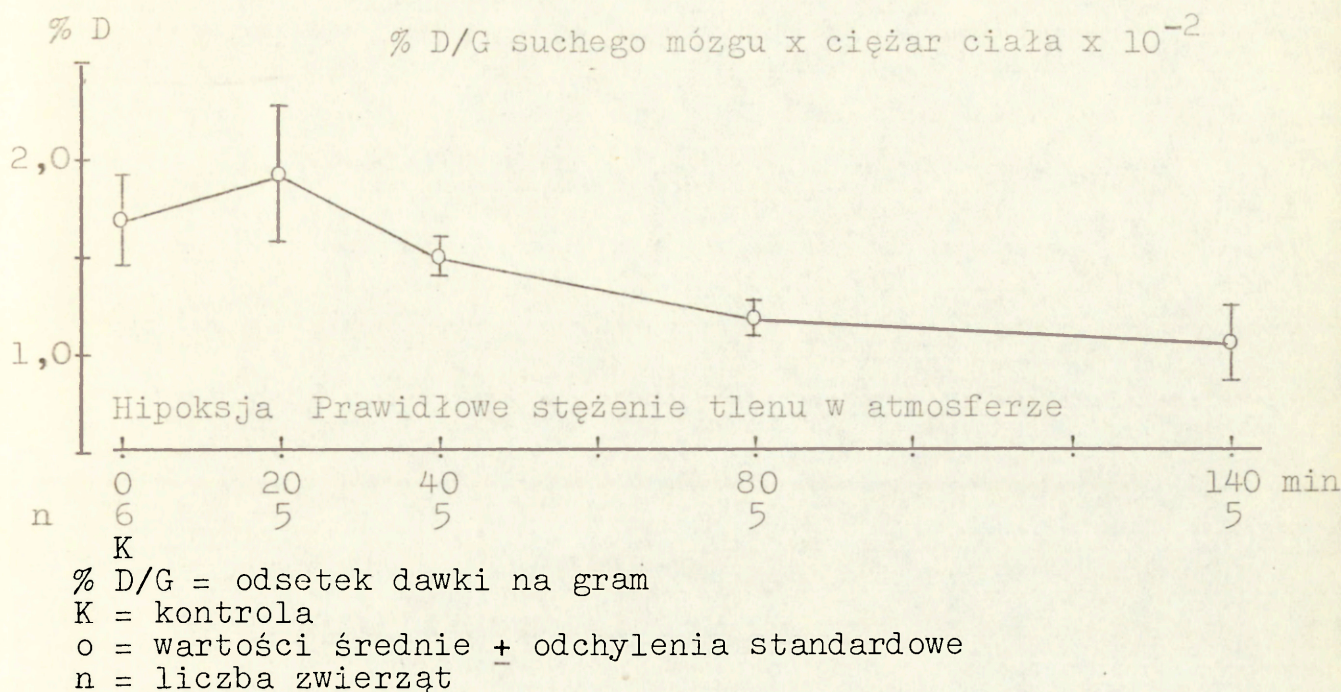 % D
% D/G suchego mózgu x ciężar ciała x 10⁻²
2,0
1,0
Hipoksja Prawidłowe stężenie tlenu w atmosferze
0 20 40 80 140 min
n 6 5 5 5 5
K
% D/G = odsetek dawki na gram
K = kontrola
o = wartości średnie ± odchylenia standardowe
n = liczba zwierząt